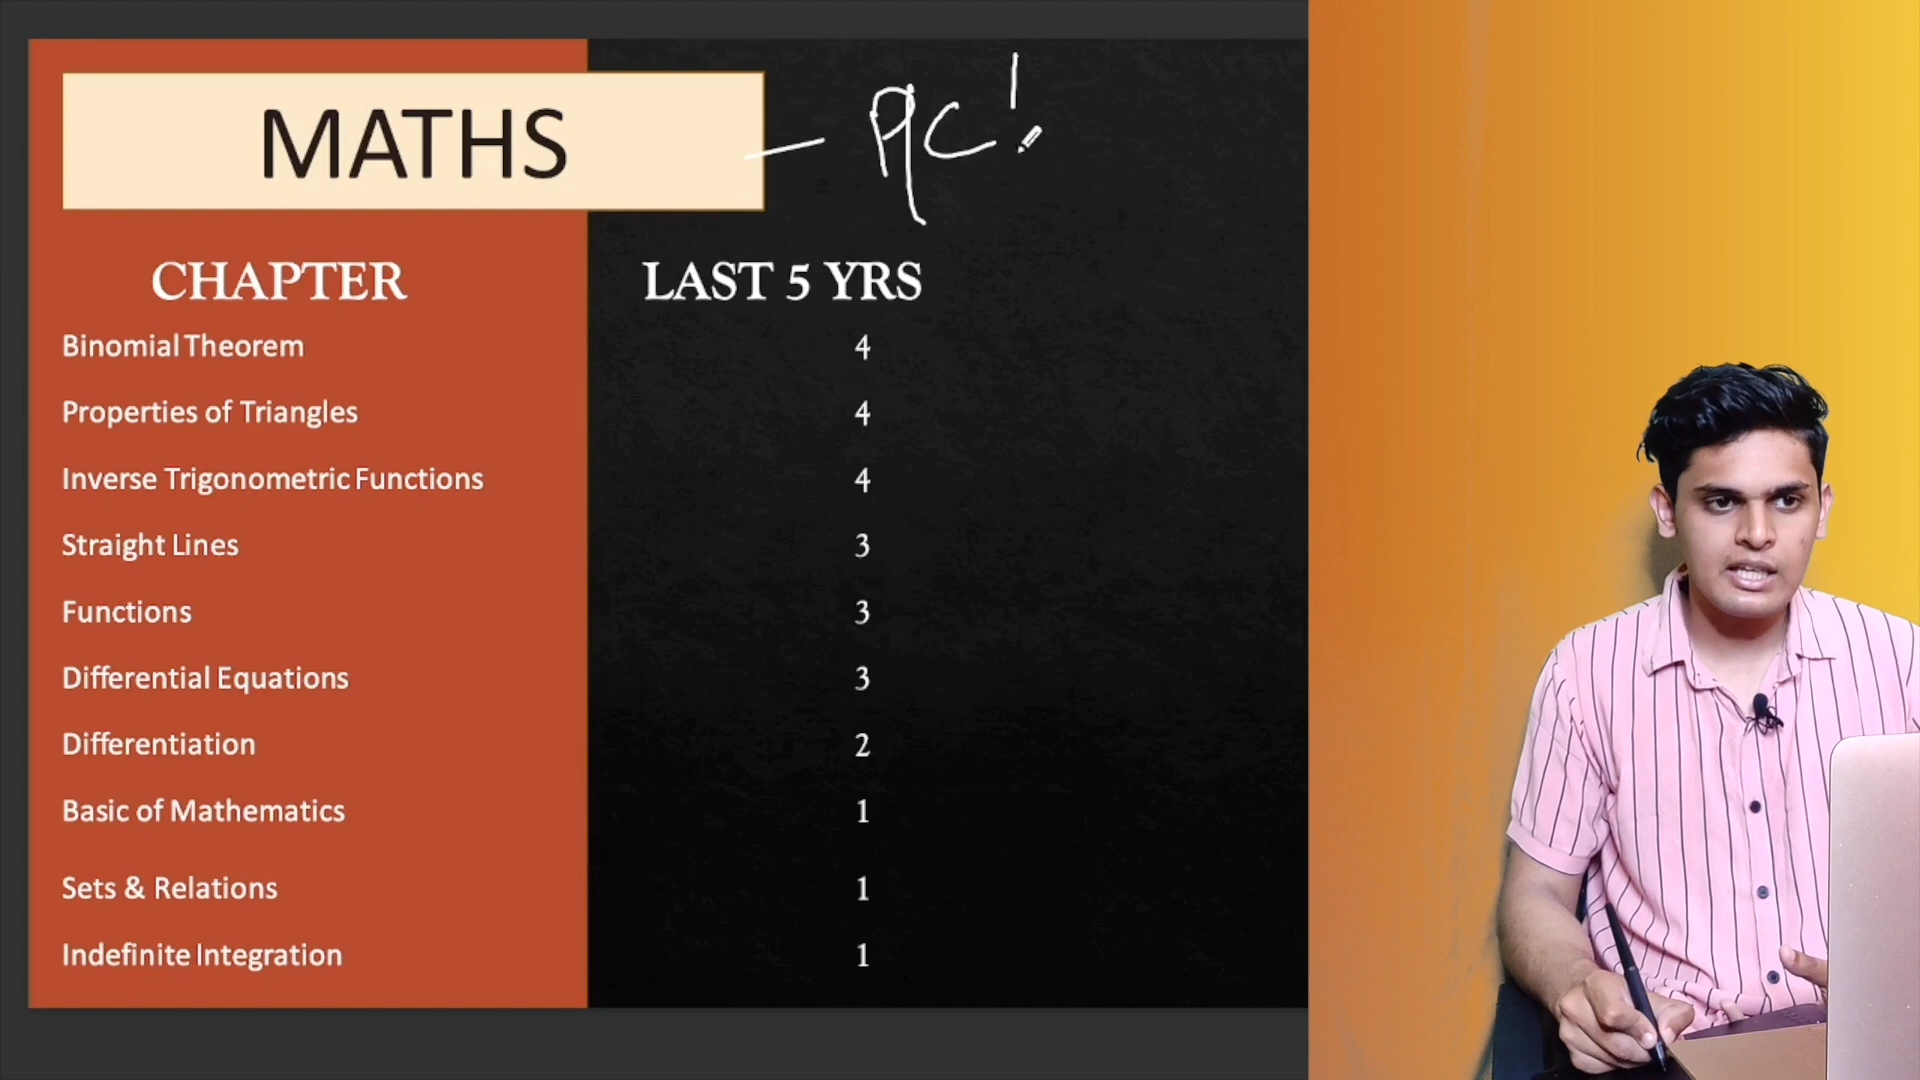 MATHS
CHAPTER LAST 5 YRS
Binomial Theorem 4
Properties of Triangles 4
Inverse Trigonometric Functions 4
Straight Lines 3
Functions 3
Differential Equations 3
Differentiation 2
Basic of Mathematics 1
Sets & Relations 1
Indefinite Integration 1